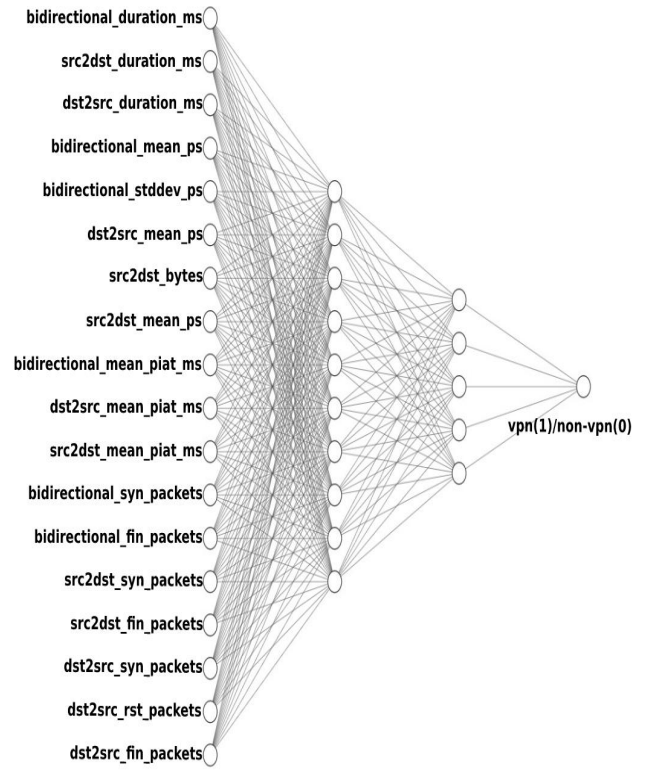 bidirectional_duration_ms
src2dst_duration_ms
dst2src_duration_ms
bidirectional_mean_ps
bidirectional_stddev_ps
dst2src_mean_ps
src2dst_bytes
src2dst_mean_ps
bidirectional_mean_piat_ms
dst2src_mean_piat_ms
src2dst_mean_piat_ms
bidirectional_syn_packets
bidirectional_fin_packets
src2dst_syn_packets
src2dst_fin_packets
dst2src_syn_packets
dst2src_rst_packets
dst2src_fin_packets
vpn(1)/non-vpn(0)